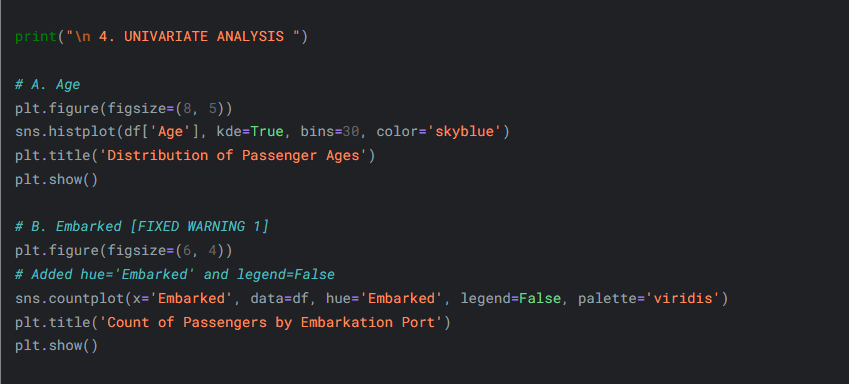 print("\n 4. UNIVARIATE ANALYSIS ")
# A. Age
plt.figure(figsize=(8, 5))
sns.histplot(df['Age'], kde=True, bins=30, color='skyblue')
plt.title('Distribution of Passenger Ages')
plt.show()
# B. Embarked [FIXED WARNING 1]
plt.figure(figsize=(6, 4))
# Added hue='Embarked' and legend=False
sns.countplot(x='Embarked', data=df, hue='Embarked', legend=False, palette='viridis')
plt.title('Count of Passengers by Embarkation Port')
plt.show()